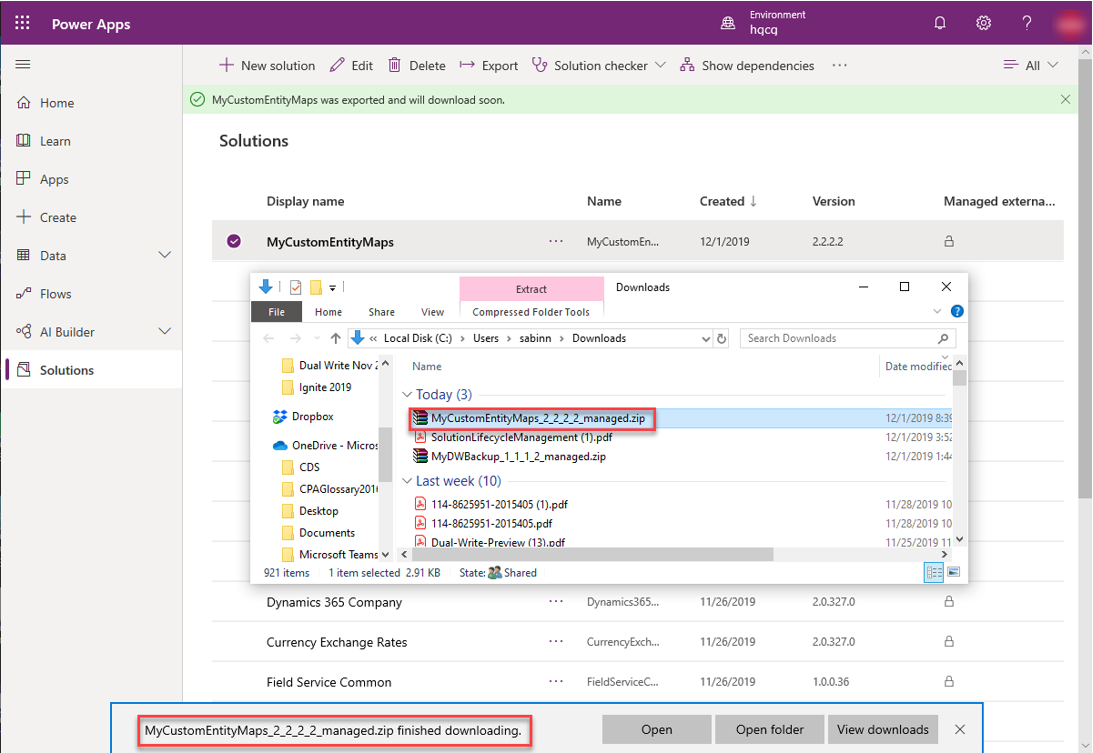 Power Apps
Environment
hqcq
?
New solution Edit Delete Export Solution checker Show dependencies ··· All
MyCustomEntityMaps was exported and will download soon.
Home
Learn
Apps
Create
Data
Flows
AI Builder
Solutions
Solutions
Display name Name Created ↓ Version Managed externa...
MyCustomEntityMaps ··· MyCustomEn... 12/1/2019 2.2.2.2
Extract Downloads
File Home Share View Compressed Folder Tools
« Local Disk (C:) › Users › sabinn › Downloads Search Downloads
Dual Write Nov 2
Ignite 2019
Dropbox
OneDrive - Micros
CDS
CPAGlossary201
Desktop
Documents
Microsoft Teams
Name Date modified
Today (3)
MyCustomEntityMaps_2_2_2_2_managed.zip 12/1/2019 8:39
SolutionLifecycleManagement (1).pdf 12/1/2019 3:52
MyDWBackup_1_1_1_2_managed.zip 12/1/2019 1:44
Last week (10)
114-8625951-2015405 (1).pdf 11/28/2019 10
114-8625951-2015405.pdf 11/28/2019 10
Dual-Write-Preview (13).pdf 11/25/2019 11
921 items 1 item selected 2.91 KB State: Shared
Dynamics 365 Company ··· Dynamics365... 11/26/2019 2.0.327.0
Currency Exchange Rates ··· CurrencyExch... 11/26/2019 2.0.327.0
Field Service Common ··· FieldServiceC... 11/26/2019 1.0.0.36
MyCustomEntityMaps_2_2_2_2_managed.zip finished downloading. Open Open folder View downloads